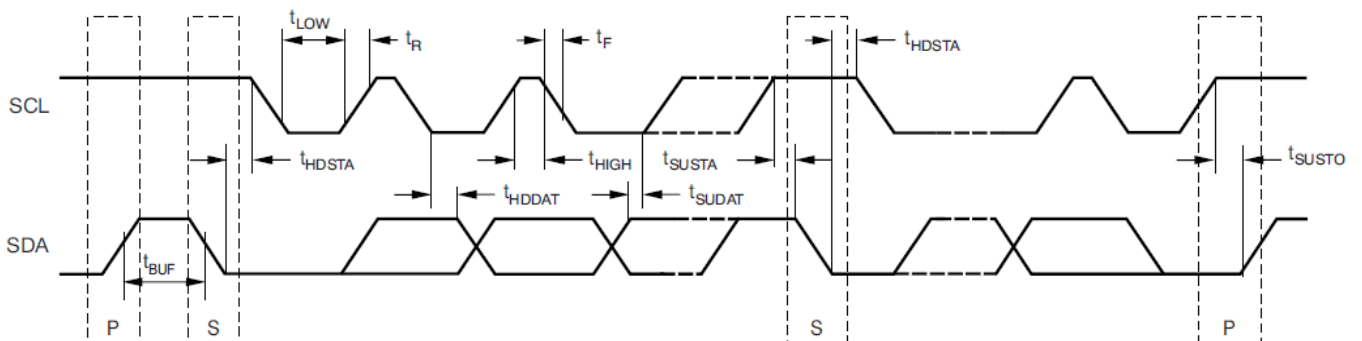 tLOW
tR
tF
tHDSTA
SCL
tHDSTA
tHIGH
tSUSTA
tSUSTO
tHDDAT
tSUDAT
SDA
tBUF
P
S
S
P